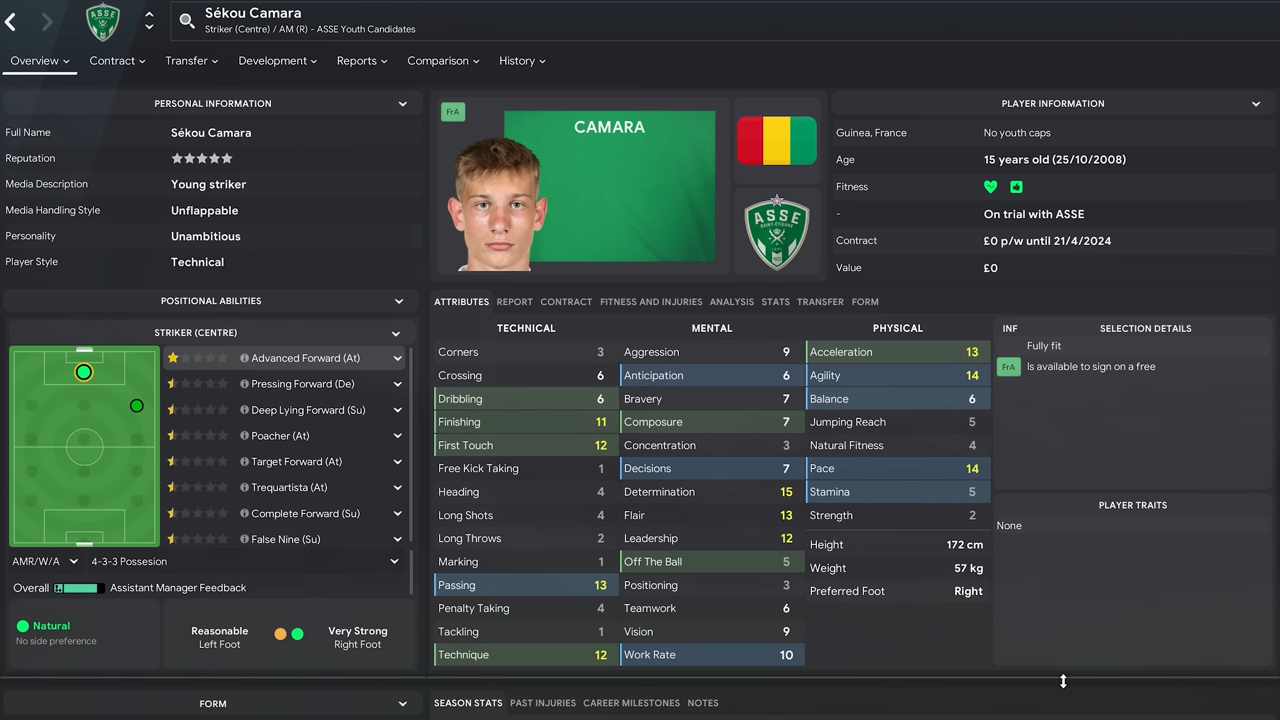 ASSE
Sékou Camara
Striker (Centre) / AM (R) - ASSE Youth Candidates
Overview
Contract
Transfer
Development
Reports
Comparison
History
PERSONAL INFORMATION
Full Name Sékou Camara
Reputation
Media Description Young striker
Media Handling Style Unflappable
Personality Unambitious
Player Style Technical
FrA
CAMARA
ASSE
SAINT-ÉTIENNE
PLAYER INFORMATION
Guinea, France No youth caps
Age 15 years old (25/10/2008)
Fitness
- On trial with ASSE
Contract £0 p/w until 21/4/2024
Value £0
POSITIONAL ABILITIES
STRIKER (CENTRE)
Advanced Forward (At)
Pressing Forward (De)
Deep Lying Forward (Su)
Poacher (At)
Target Forward (At)
Trequartista (At)
Complete Forward (Su)
False Nine (Su)
AMR/W/A 4-3-3 Possesion
Overall Assistant Manager Feedback
Natural
No side preference
Reasonable
Left Foot
Very Strong
Right Foot
FORM
ATTRIBUTES REPORT CONTRACT FITNESS AND INJURIES ANALYSIS STATS TRANSFER FORM
TECHNICAL
Corners 3
Crossing 6
Dribbling 6
Finishing 11
First Touch 12
Free Kick Taking 1
Heading 4
Long Shots 4
Long Throws 2
Marking 1
Passing 13
Penalty Taking 4
Tackling 1
Technique 12
MENTAL
Aggression 9
Anticipation 6
Bravery 7
Composure 7
Concentration 3
Decisions 7
Determination 15
Flair 13
Leadership 12
Off The Ball 5
Positioning 3
Teamwork 6
Vision 9
Work Rate 10
PHYSICAL
Acceleration 13
Agility 14
Balance 6
Jumping Reach 5
Natural Fitness 4
Pace 14
Stamina 5
Strength 2
Height 172 cm
Weight 57 kg
Preferred Foot Right
INF SELECTION DETAILS
Fully fit
FrA Is available to sign on a free
PLAYER TRAITS
None
SEASON STATS PAST INJURIES CAREER MILESTONES NOTES